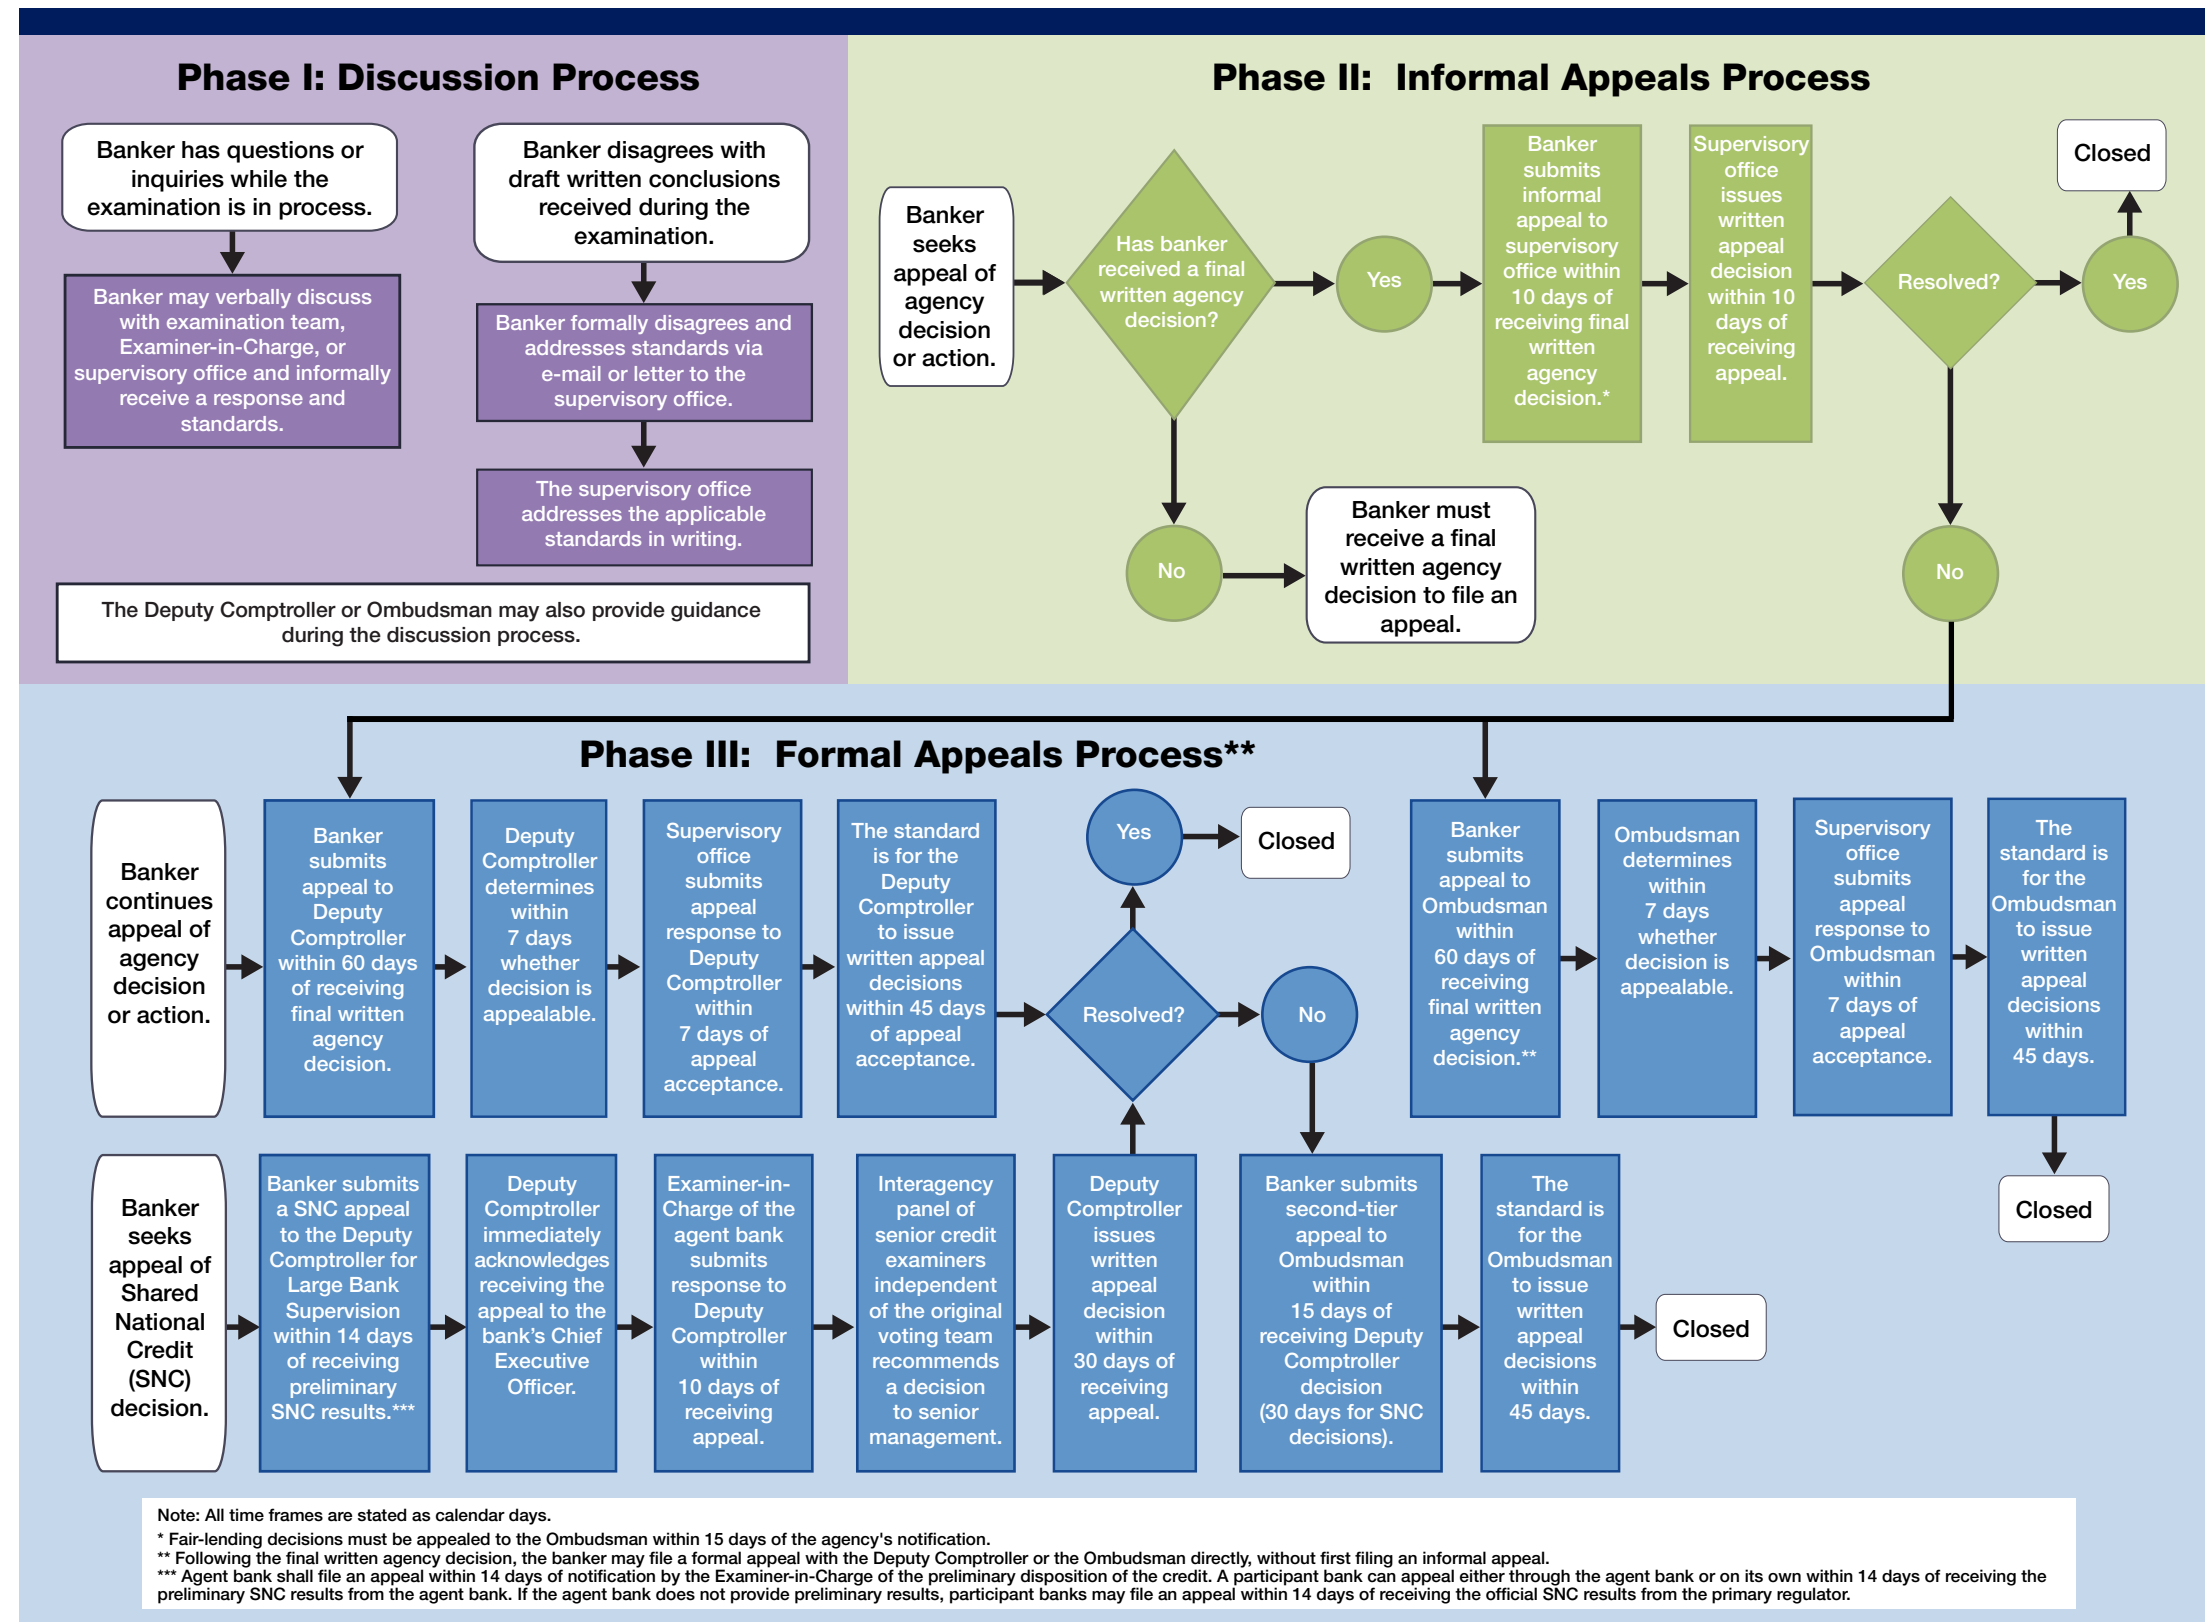 Phase I: Discussion Process
Banker has questions or
inquiries while the
examination is in process.
Banker may verbally discuss
with examination team,
Examiner-in-Charge, or
supervisory office and informally
receive a response and
standards.
Banker disagrees with
draft written conclusions
received during the
examination.
Banker formally disagrees and
addresses standards via
e-mail or letter to the
supervisory office.
The supervisory office
addresses the applicable
standards in writing.
The Deputy Comptroller or Ombudsman may also provide guidance
during the discussion process.
Phase II: Informal Appeals Process
Banker
seeks
appeal of
agency
decision
or action.
Has banker
received a final
written agency
decision?
Yes
Banker
submits
informal
appeal to
supervisory
office within
10 days of
receiving final
written
agency
decision.*
Supervisory
office
issues
written
appeal
decision
within 10
days of
receiving
appeal.
Resolved?
Yes
Closed
No
Banker must
receive a final
written agency
decision to file an
appeal.
No
Phase III: Formal Appeals Process**
Banker
continues
appeal of
agency
decision
or action.
Banker
submits
appeal to
Deputy
Comptroller
within 60 days
of receiving
final written
agency
decision.
Deputy
Comptroller
determines
within
7 days
whether
decision is
appealable.
Supervisory
office
submits
appeal
response to
Deputy
Comptroller
within
7 days of
appeal
acceptance.
The standard
is for the
Deputy
Comptroller
to issue
written appeal
decisions
within 45 days
of appeal
acceptance.
Resolved?
Yes
Closed
No
Banker
submits
appeal to
Ombudsman
within
60 days of
receiving
final written
agency
decision.**
Ombudsman
determines
within
7 days
whether
decision is
appealable.
Supervisory
office
submits
appeal
response to
Ombudsman
within
7 days of
appeal
acceptance.
The
standard is
for the
Ombudsman
to issue
written
appeal
decisions
within
45 days.
Closed
Banker
seeks
appeal of
Shared
National
Credit
(SNC)
decision.
Banker submits
a SNC appeal
to the Deputy
Comptroller for
Large Bank
Supervision
within 14 days
of receiving
preliminary
SNC results.***
Deputy
Comptroller
immediately
acknowledges
receiving the
appeal to the
bank's Chief
Executive
Officer.
Examiner-in-
Charge of the
agent bank
submits
response to
Deputy
Comptroller
within
10 days of
receiving
appeal.
Interagency
panel of
senior credit
examiners
independent
of the original
voting team
recommends
a decision
to senior
management.
Deputy
Comptroller
issues
written
appeal
decision
within
30 days of
receiving
appeal.
Banker submits
second-tier
appeal to
Ombudsman
within
15 days of
receiving Deputy
Comptroller
decision
(30 days for SNC
decisions).
The
standard is
for the
Ombudsman
to issue
written
appeal
decisions
within
45 days.
Closed
Note: All time frames are stated as calendar days.
* Fair-lending decisions must be appealed to the Ombudsman within 15 days of the agency's notification.
** Following the final written agency decision, the banker may file a formal appeal with the Deputy Comptroller or the Ombudsman directly, without first filing an informal appeal.
*** Agent bank shall file an appeal within 14 days of notification by the Examiner-in-Charge of the preliminary disposition of the credit. A participant bank can appeal either through the agent bank or on its own within 14 days of receiving the
preliminary SNC results from the agent bank. If the agent bank does not provide preliminary results, participant banks may file an appeal within 14 days of receiving the official SNC results from the primary regulator.